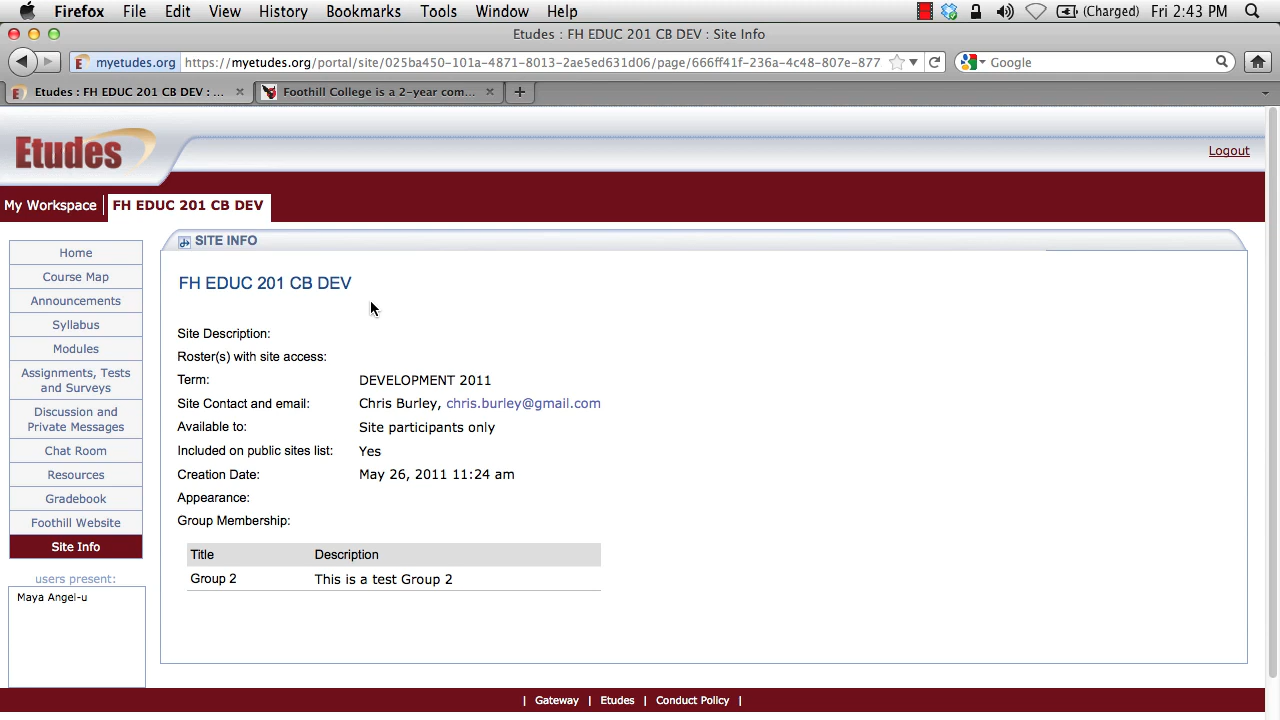 Firefox File Edit View History Bookmarks Tools Window Help (Charged) Fri 2:43 PM
Etudes : FH EDUC 201 CB DEV : Site Info
myetudes.org https://myetudes.org/portal/site/025ba459-101a-4871-8013-2ae5ed631d06/page/656ff41f-236a-4c48-807e-877 Google
Etudes : FH EDUC 201 CB DEV : ... Foothill College is a 2-year com...
Etudes
Logout
My Workspace FH EDUC 201 CB DEV
SITE INFO
Home
Course Map
Announcements
Syllabus
Modules
Assignments, Tests
and Surveys
Discussion and
Private Messages
Chat Room
Resources
Gradebook
Foothill Website
Site Info
users present:
Maya Angel-u
FH EDUC 201 CB DEV
Site Description:
Roster(s) with site access:
Term: DEVELOPMENT 2011
Site Contact and email: Chris Burley, chris.burley@gmail.com
Available to: Site participants only
Included on public sites list: Yes
Creation Date: May 26, 2011 11:24 am
Appearance:
Group Membership:
Title Description
Group 2 This is a test Group 2
| Gateway | Etudes | Conduct Policy |